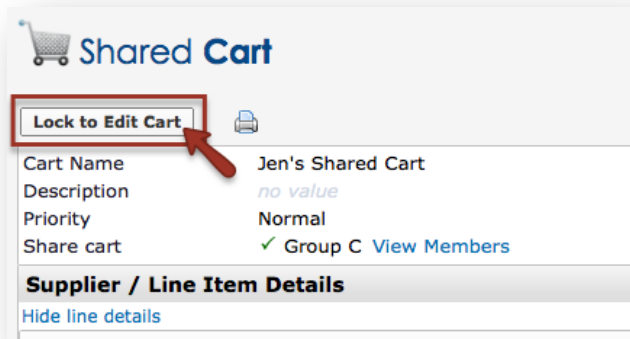 Shared Cart
Lock to Edit Cart
Cart Name Jen's Shared Cart
Description no value
Priority Normal
Share cart ✓ Group C View Members
Supplier / Line Item Details
Hide line details